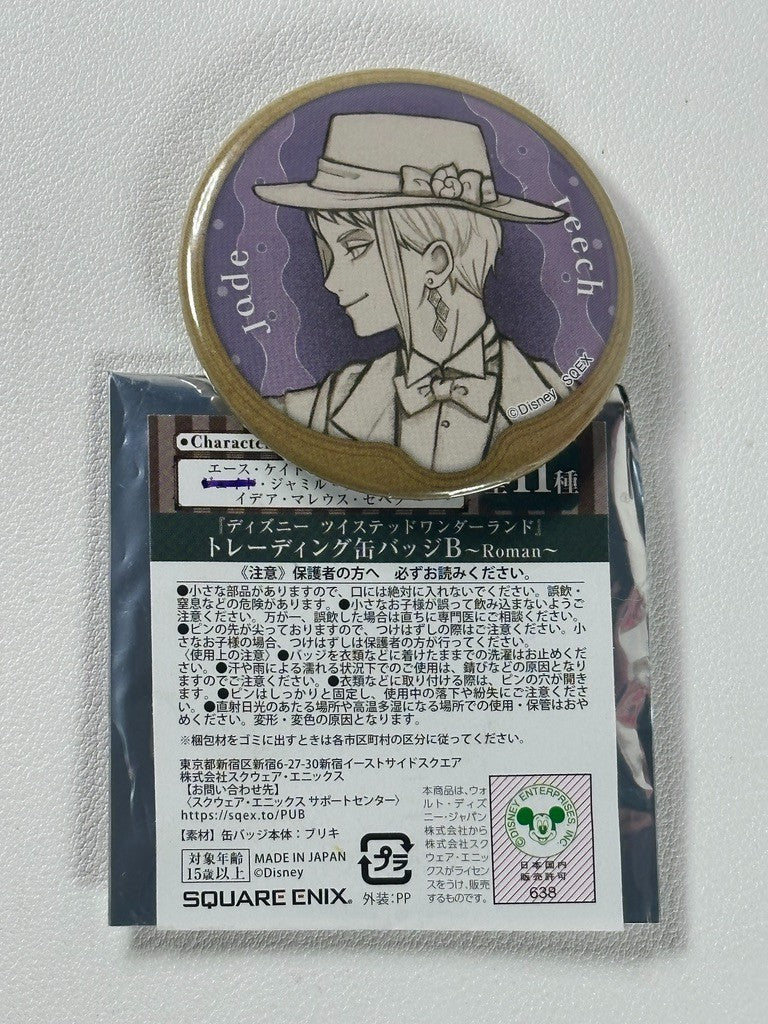 Jade
Leech
©Disney SQEX
●Characte
エース・ケイト
・ジャミル・
イデア・マレウス・セベク
11種
『ディズニー ツイステッドワンダーランド』
トレーディング缶バッジB～Roman～
《注意》保護者の方へ 必ずお読みください。
●小さな部品がありますので、口には絶対に入れないでください。誤飲・
窒息などの危険があります。●小さなお子様が誤って飲み込まないようご
注意ください。万が一、誤飲した場合は直ちに専門医にご相談ください。
●ピンの先が尖っておりますので、つけはずしの際はご注意ください。小
さなお子様の場合、つけはずしは保護者の方が行ってください。
〈使用上の注意〉●バッジを衣類などに着けたままでの洗濯はお止めくだ
さい。●汗や雨による濡れる状況下でのご使用は、錆びなどの原因となり
ますのでご注意ください。●衣類などに取り付ける際は、ピンの穴が開き
ます。●ピンはしっかりと固定し、使用中の落下や紛失にご注意くださ
い。●直射日光のあたる場所や高温多湿になる場所での使用・保管はおや
めください。変形・変色の原因となります。
※梱包材をゴミに出すときは各市区町村の区分に従ってください。
東京都新宿区新宿6-27-30新宿イーストサイドスクエア
株式会社スクウェア・エニックス
【お問い合わせ先】
〈スクウェア・エニックス サポートセンター〉
https://sqex.to/PUB
【素材】缶バッジ本体：ブリキ
対象年齢
15歳以上
MADE IN JAPAN
©Disney
SQUARE ENIX®
プラ
外装：PP
本商品は、ウォ
ルト・ディズ
ニー・ジャパン
株式会社から
株式会社スク
ウェア・エニッ
クスがライセン
スをうけ、販売
するものです。
©DISNEY ENTERPRISES INC
日本国内
販売許可
638